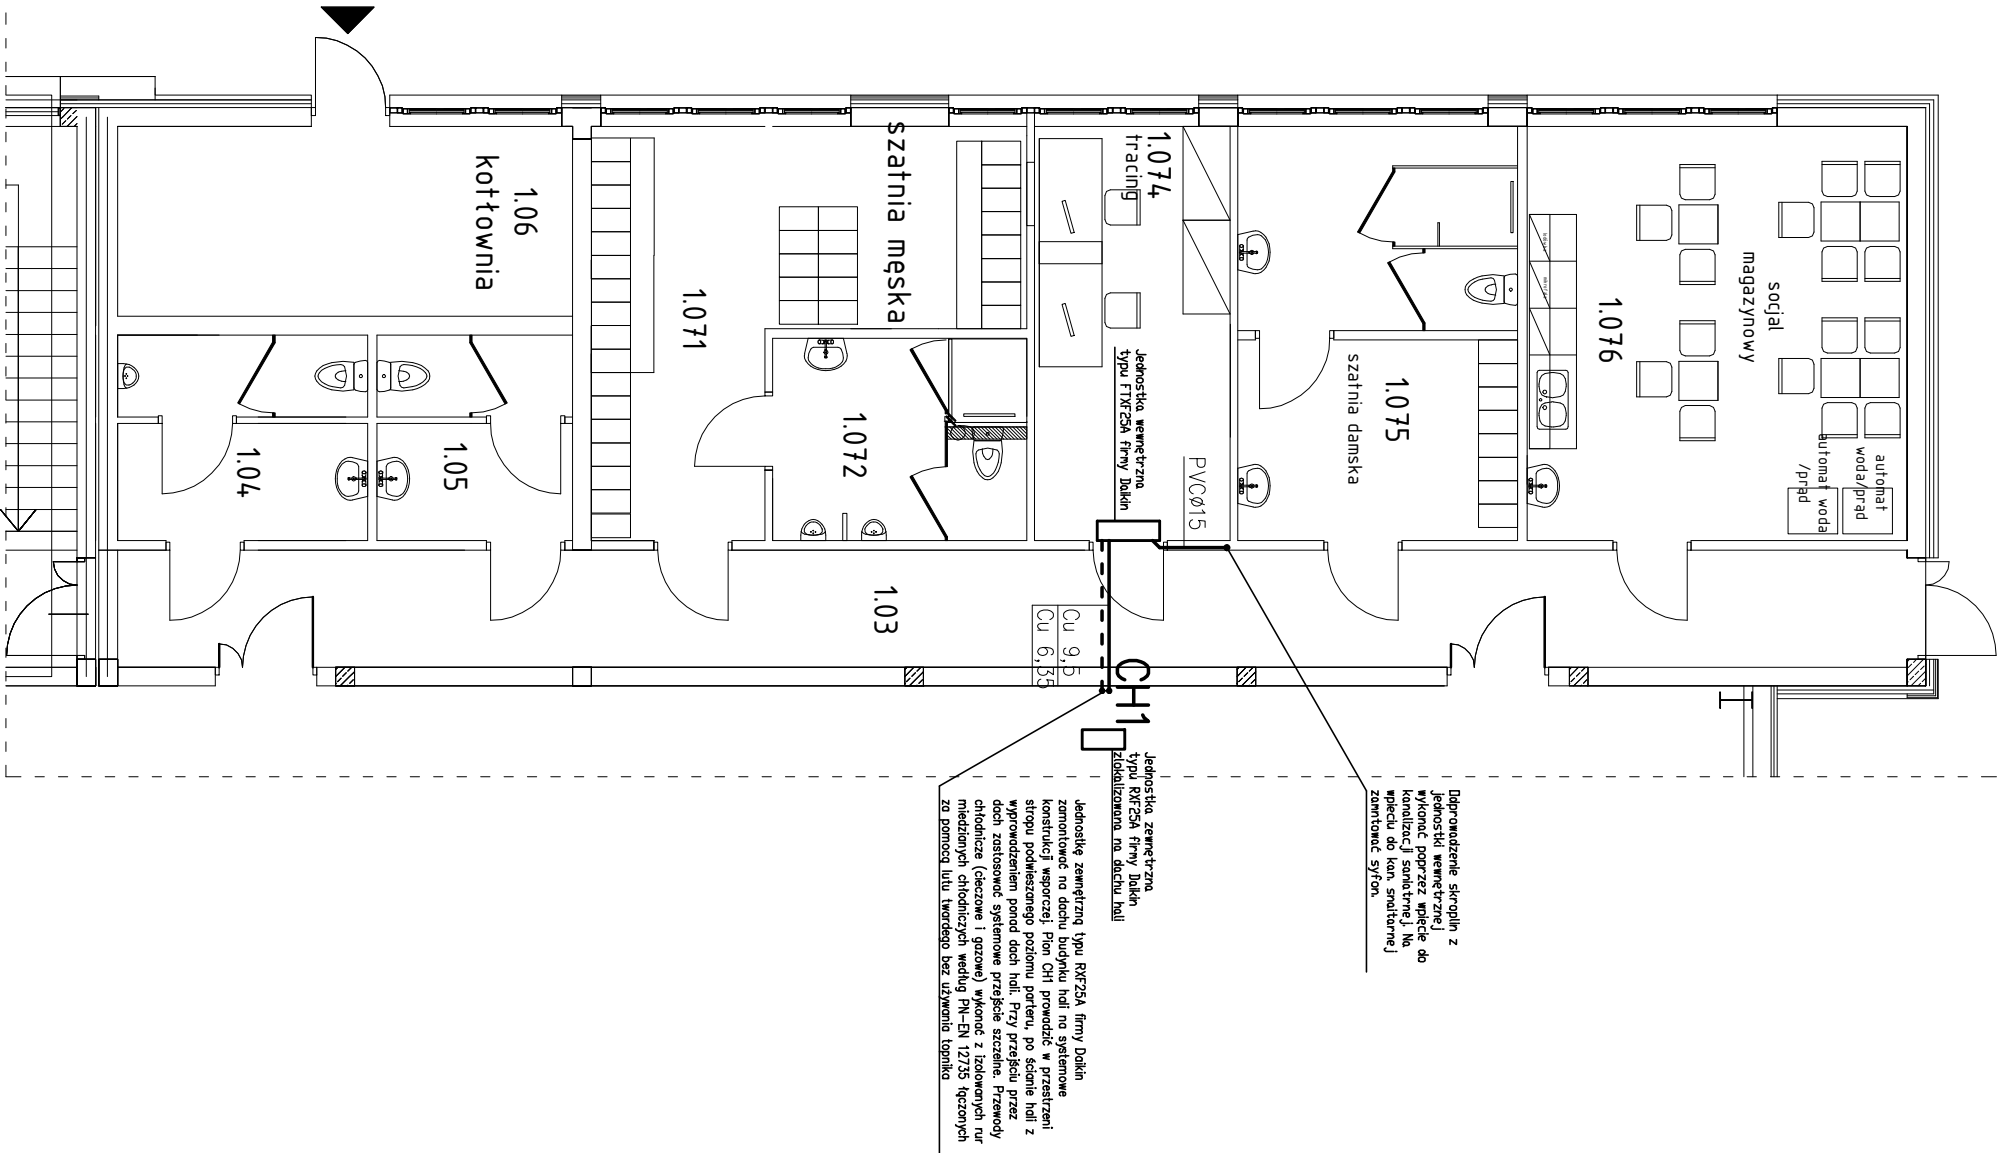 1.06
kotłownia
szatnia męska
1.071
1.072
1.04
1.05
1.03
1.074
tracing
1.075
szatnia damska
1.076
socjal
magazynowy
automat
woda/prąd
automat woda
/prąd
Jednostka wewnętrzna
typu FTXF25A firmy Daikin
PVCø15
Cu 9,5
Cu 6,35
CH1
Jednostka zewnętrzna
typu RXF25A firmy Daikin
zlokalizowana na dachu hali
Odprowadzenie skroplin z
jednostki wewnętrznej
wykonać poprzez wpięcie do
kanalizacji saniatrnej. Na
wpieciu do kan. snaitarnej
zamntować syfon.
Jednostkę zewnętrzną typu RXF25A firmy Daikin
zamontować na dachu budynku hali na systemowe
konstrukcji wsporczej. Pion CH1 prowadzić w przestrzeni
stropu podwieszanego poziomu parteru, po ścianie hali z
wyprowadzeniem ponad dach hali. Przy przejściu przez
dach zastosować systemowe przejście szczelne. Przewody
chłodnicze (cieczowe i gazowe) wykonać z izolowanych rur
miedzianych chłodniczych według PN-EN 12735 łączonych
za pomocą lutu twardego bez używania topnika